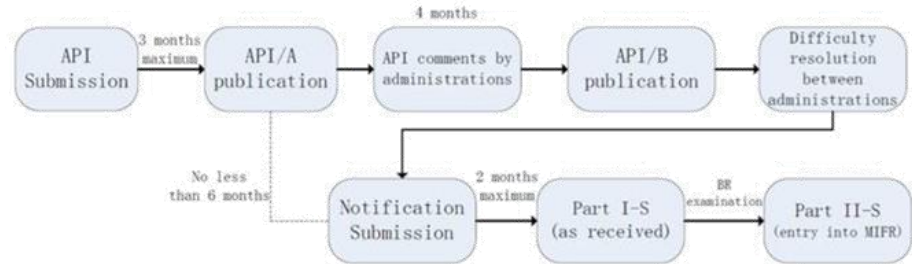 4 months
API
Submission
3 months
maximum
API/A
publication
API comments by
administrations
API/B
publication
Difficulty
resolution
between
administrations
No less
than 6 months
Notification
Submission
2 months
maximum
Part I-S
(as received)
BR
examination
Part II-S
(entry into MIFR)